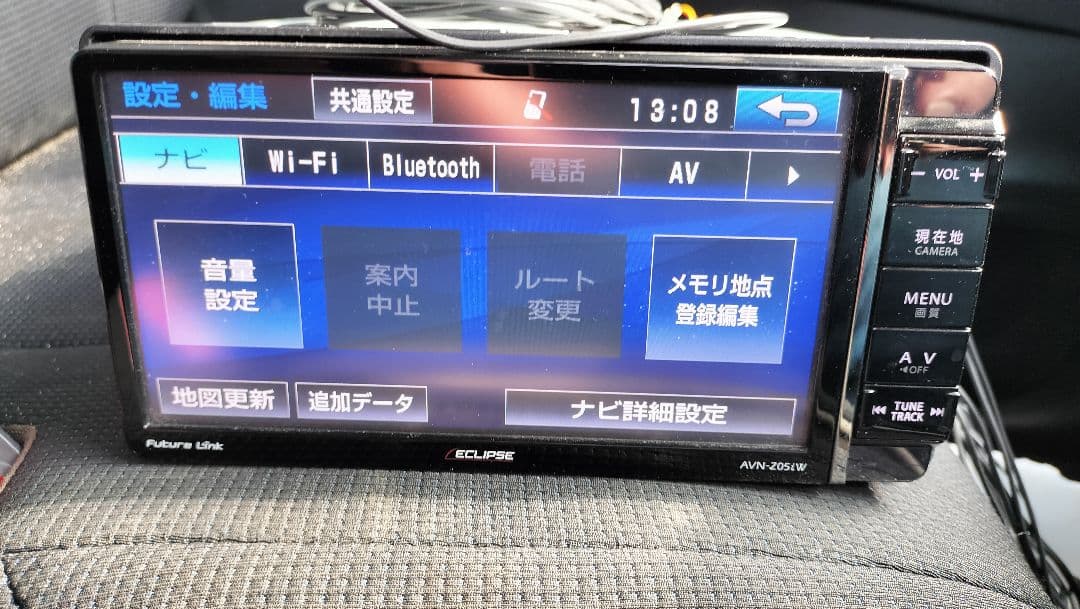 設定・編集 共通設定 13:08
ナビ Wi-Fi Bluetooth 電話 AV
音量
設定
案内
中止
ルート
変更
メモリ地点
登録編集
地図更新 追加データ ナビ詳細設定
Future Link ECLIPSE AVN-Z05iW
− VOL +
現在地
CAMERA
MENU
画質
AV
OFF
TUNE
TRACK